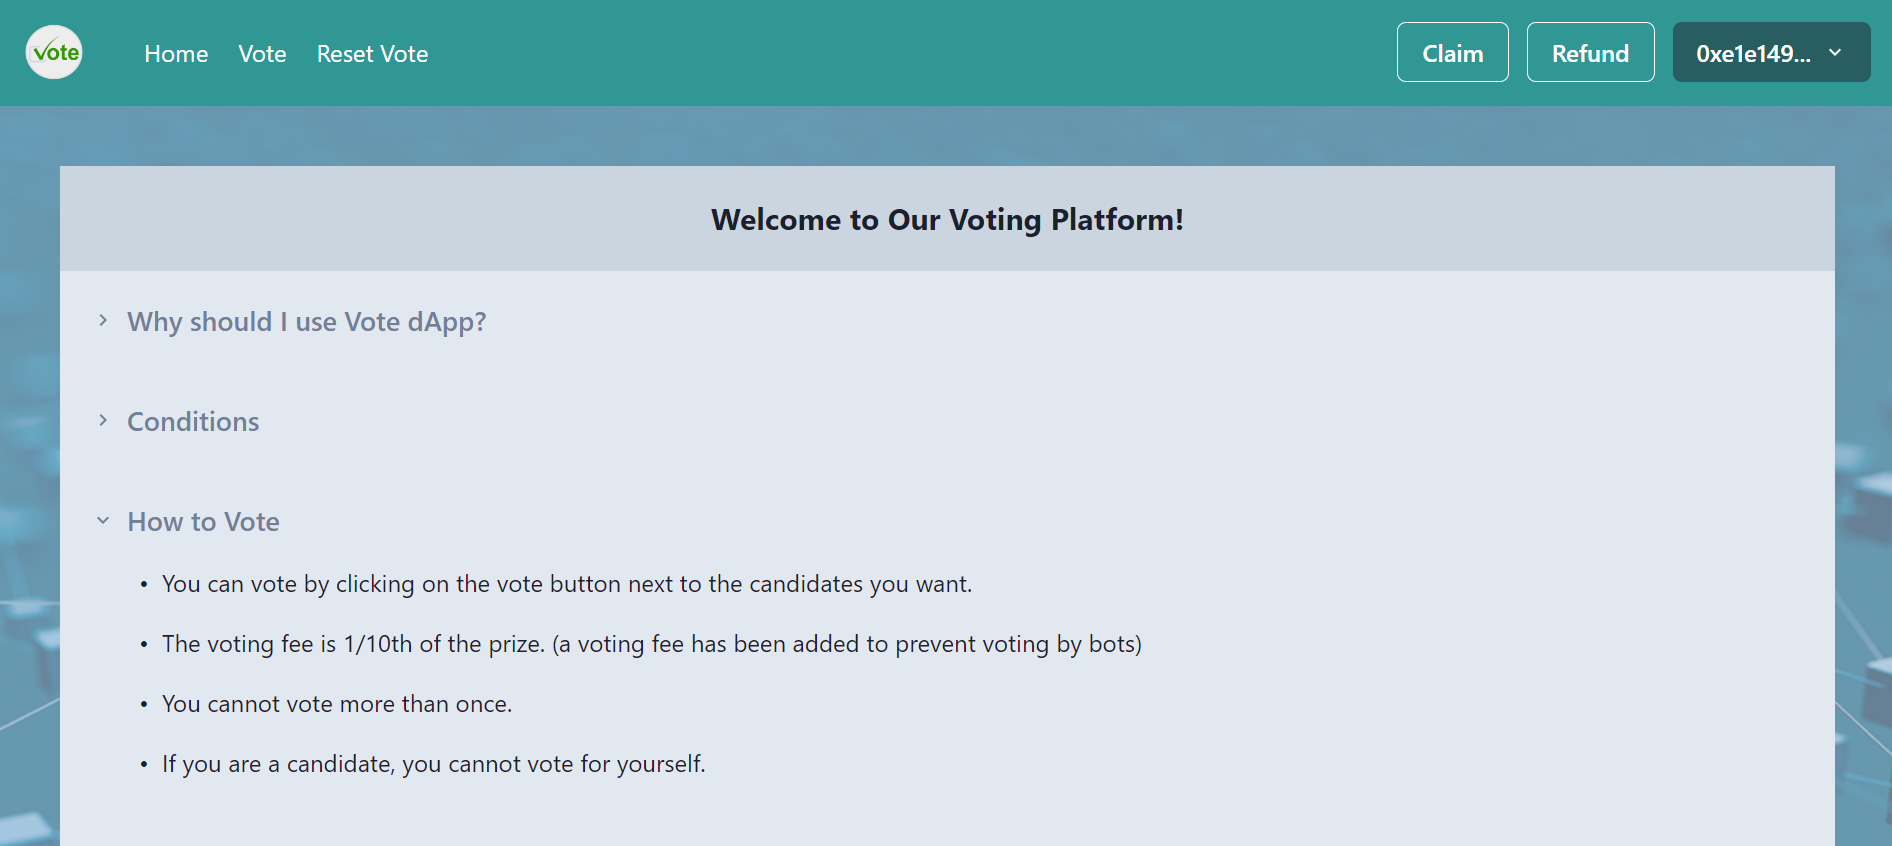 Vote
Home
Vote
Reset Vote
Claim
Refund
0xe1e149...
Welcome to Our Voting Platform!
Why should I use Vote dApp?
Conditions
How to Vote
• You can vote by clicking on the vote button next to the candidates you want.
• The voting fee is 1/10th of the prize. (a voting fee has been added to prevent voting by bots)
• You cannot vote more than once.
• If you are a candidate, you cannot vote for yourself.